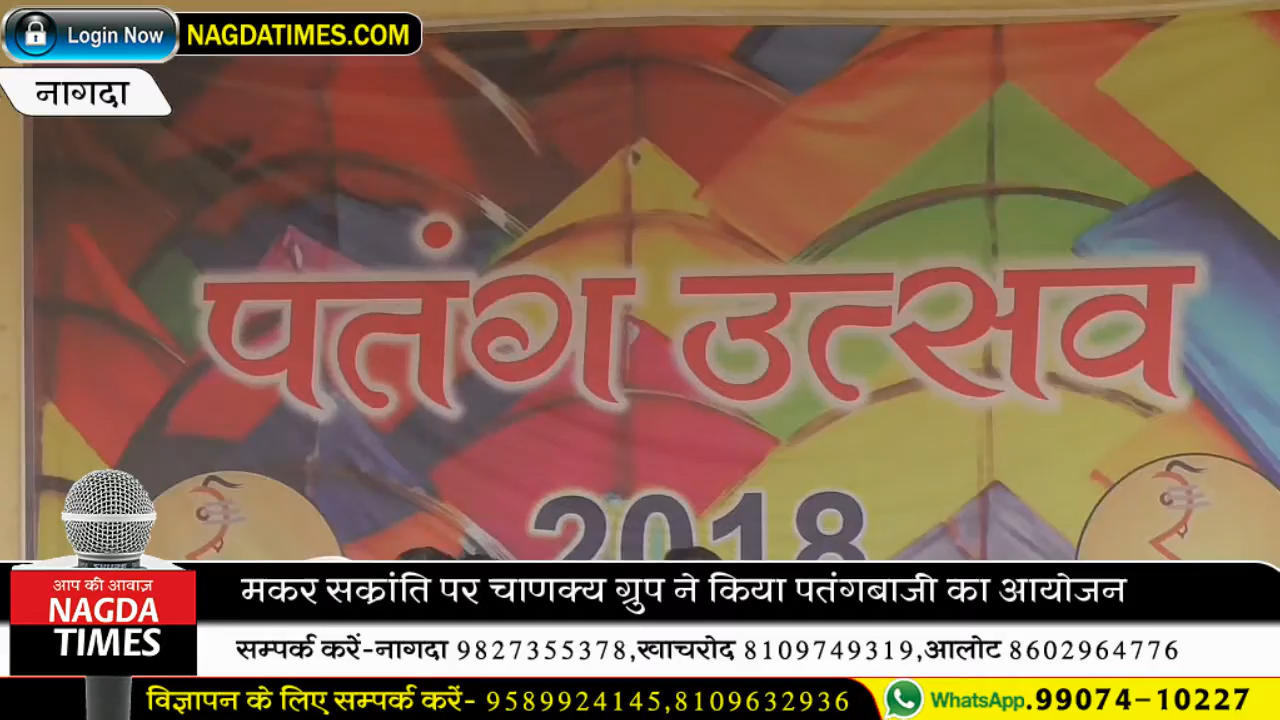 Login Now
NAGDATIMES.COM
नागदा
पतंग उत्सव
2018
आप की आवाज़
NAGDA
TIMES
मकर सक्रांति पर चाणक्य ग्रुप ने किया पतंगबाजी का आयोजन
सम्पर्क करें-नागदा 9827355378,खाचरोद 8109749319,आलोट 8602964776
विज्ञापन के लिए सम्पर्क करें- 9589924145,8109632936
WhatsApp.99074-10227